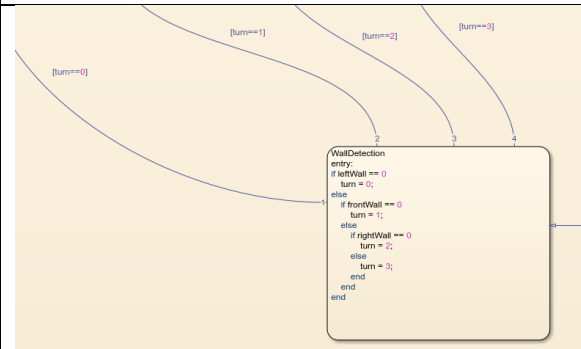 [turn==1]
[turn==2]
[turn==3]
[turn==0]
2
3
4
1
WallDetection
entry:
if leftWall == 0
turn = 0;
else
if frontWall == 0
turn = 1;
else
if rightWall == 0
turn = 2;
else
turn = 3;
end
end
end